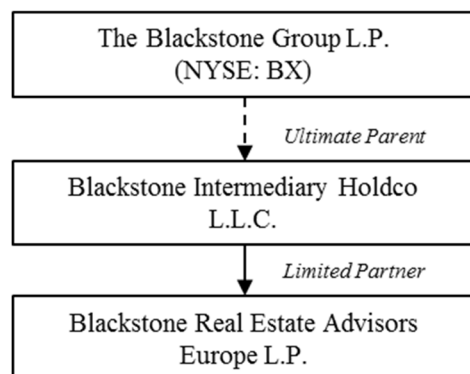 The Blackstone Group L.P.
(NYSE: BX)
Ultimate Parent
Blackstone Intermediary Holdco
L.L.C.
Limited Partner
Blackstone Real Estate Advisors
Europe L.P.